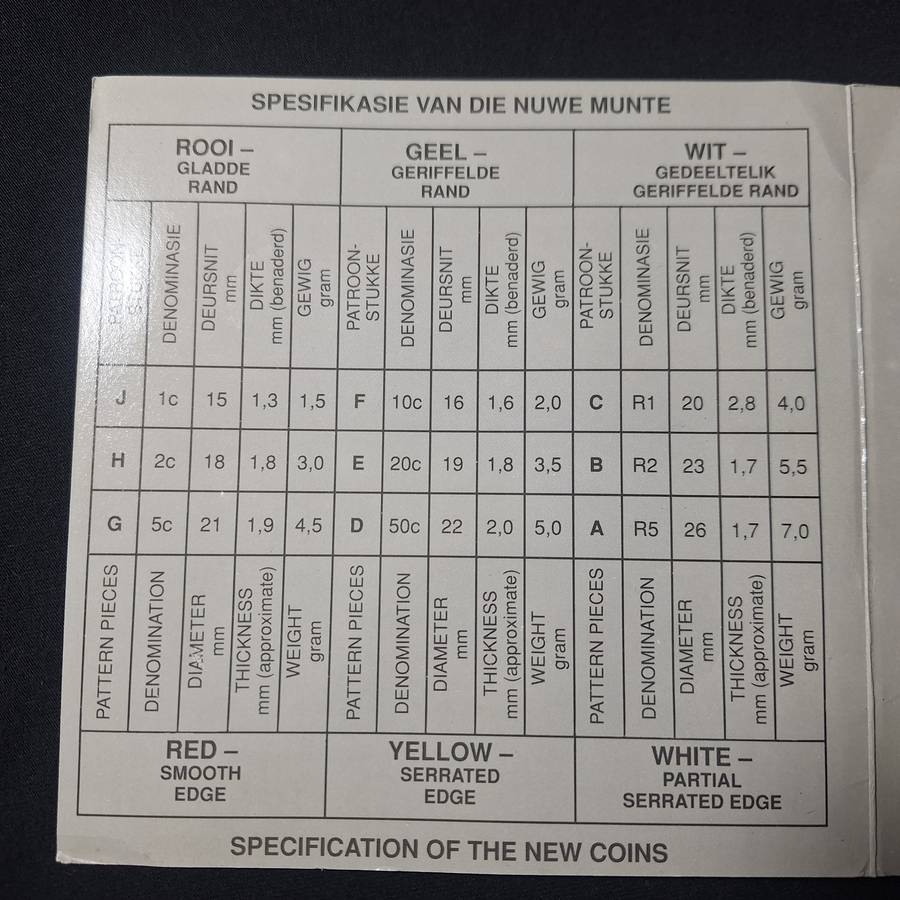 SPESIFIKASIE VAN DIE NUWE MUNTE
ROOI – GEEL – WIT –
GLADDE GERIFFELDE GEDEELTELIK
RAND RAND GERIFFELDE RAND
PATROON-STUKKE DENOMINASIE DEURSNIT mm DIKTE mm (benaderd) GEWIG gram PATROON-STUKKE DENOMINASIE DEURSNIT mm DIKTE mm (benaderd) GEWIG gram PATROON-STUKKE DENOMINASIE DEURSNIT mm DIKTE mm (benaderd) GEWIG gram
J 1c 15 1,3 1,5 F 10c 16 1,6 2,0 C R1 20 2,8 4,0
H 2c 18 1,8 3,0 E 20c 19 1,8 3,5 B R2 23 1,7 5,5
G 5c 21 1,9 4,5 D 50c 22 2,0 5,0 A R5 26 1,7 7,0
PATTERN PIECES DENOMINATION DIAMETER mm THICKNESS mm (approximate) WEIGHT gram PATTERN PIECES DENOMINATION DIAMETER mm THICKNESS mm (approximate) WEIGHT gram PATTERN PIECES DENOMINATION DIAMETER mm THICKNESS mm (approximate) WEIGHT gram
RED – YELLOW – WHITE –
SMOOTH SERRATED PARTIAL
EDGE EDGE SERRATED EDGE
SPECIFICATION OF THE NEW COINS